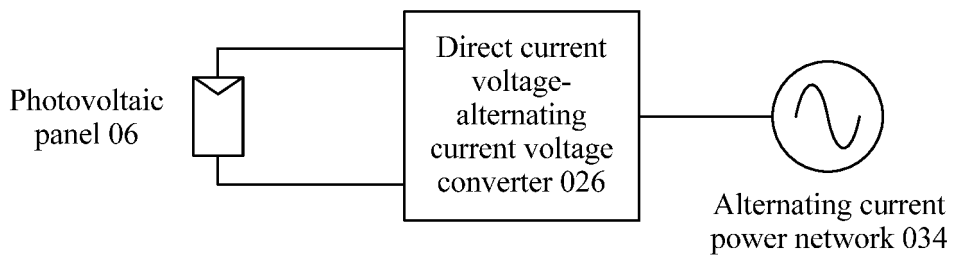 Photovoltaic
panel 06
Direct current
voltage-
alternating
current voltage
converter 026
Alternating current
power network 034